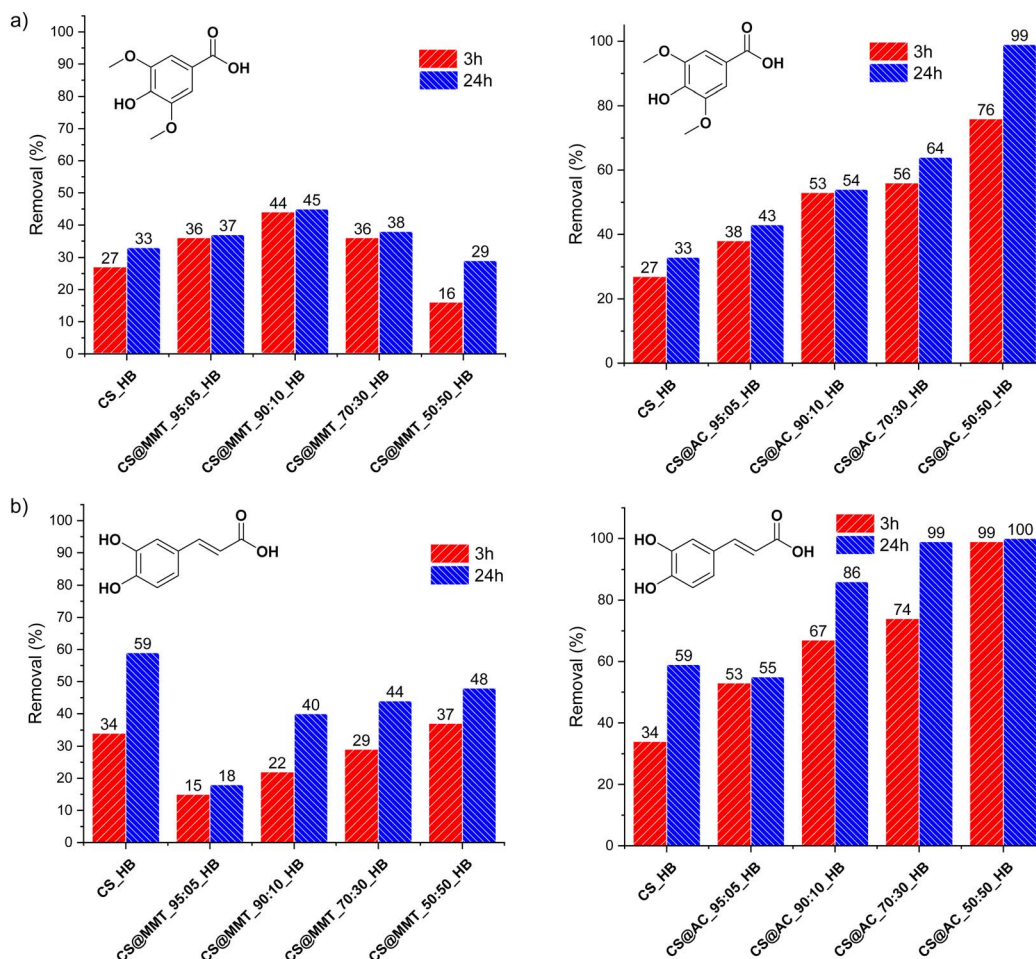 a)
Removal (%)
100
90
80
70
60
50
40
30
20
10
0
O
O
OH
HO
O
3h
24h
27
33
36
37
44
45
36
38
16
29
CS_HB
CS@MMT_95:05_HB
CS@MMT_90:10_HB
CS@MMT_70:30_HB
CS@MMT_50:50_HB
Removal (%)
100
80
60
40
20
0
O
O
OH
HO
O
3h
24h
27
33
38
43
53
54
56
64
76
99
CS_HB
CS@AC_95:05_HB
CS@AC_90:10_HB
CS@AC_70:30_HB
CS@AC_50:50_HB
b)
Removal (%)
100
90
80
70
60
50
40
30
20
10
0
O
HO
OH
HO
3h
24h
34
59
15
18
22
40
29
44
37
48
CS_HB
CS@MMT_95:05_HB
CS@MMT_90:10_HB
CS@MMT_70:30_HB
CS@MMT_50:50_HB
Removal (%)
100
80
60
40
20
0
O
HO
OH
HO
3h
24h
34
59
53
55
67
86
74
99
99
100
CS_HB
CS@AC_95:05_HB
CS@AC_90:10_HB
CS@AC_70:30_HB
CS@AC_50:50_HB